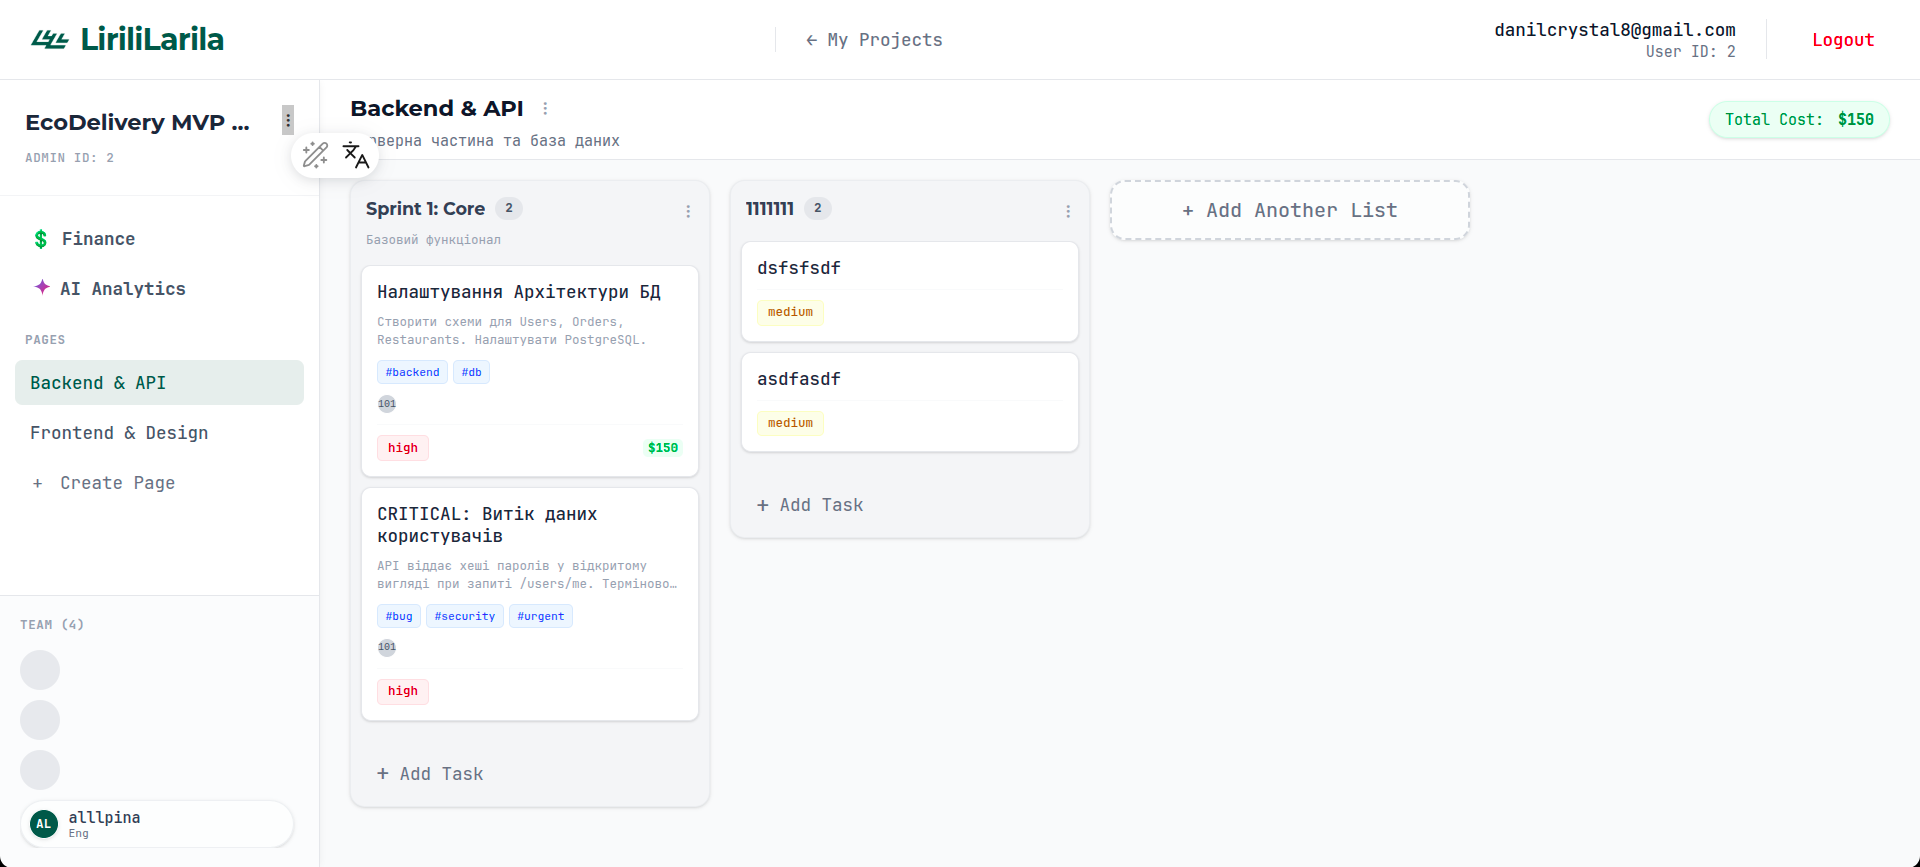 LiriliLarila
← My Projects
danilcrystal8@gmail.com
User ID: 2
Logout
EcoDelivery MVP ...
ADMIN ID: 2
Finance
AI Analytics
PAGES
Backend & API
Frontend & Design
+ Create Page
TEAM (4)
AL
alllpina
Eng
Backend & API
верна частина та база даних
Total Cost: $150
Sprint 1: Core 2
Базовий функціонал
Налаштування Архітектури БД
Створити схеми для Users, Orders,
Restaurants. Налаштувати PostgreSQL.
#backend #db
101
high $150
CRITICAL: Витік даних
користувачів
API віддає хеші паролів у відкритому
вигляді при запиті /users/me. Терміново…
#bug #security #urgent
101
high
+ Add Task
1111111 2
dsfsfsdf
medium
asdfasdf
medium
+ Add Task
+ Add Another List